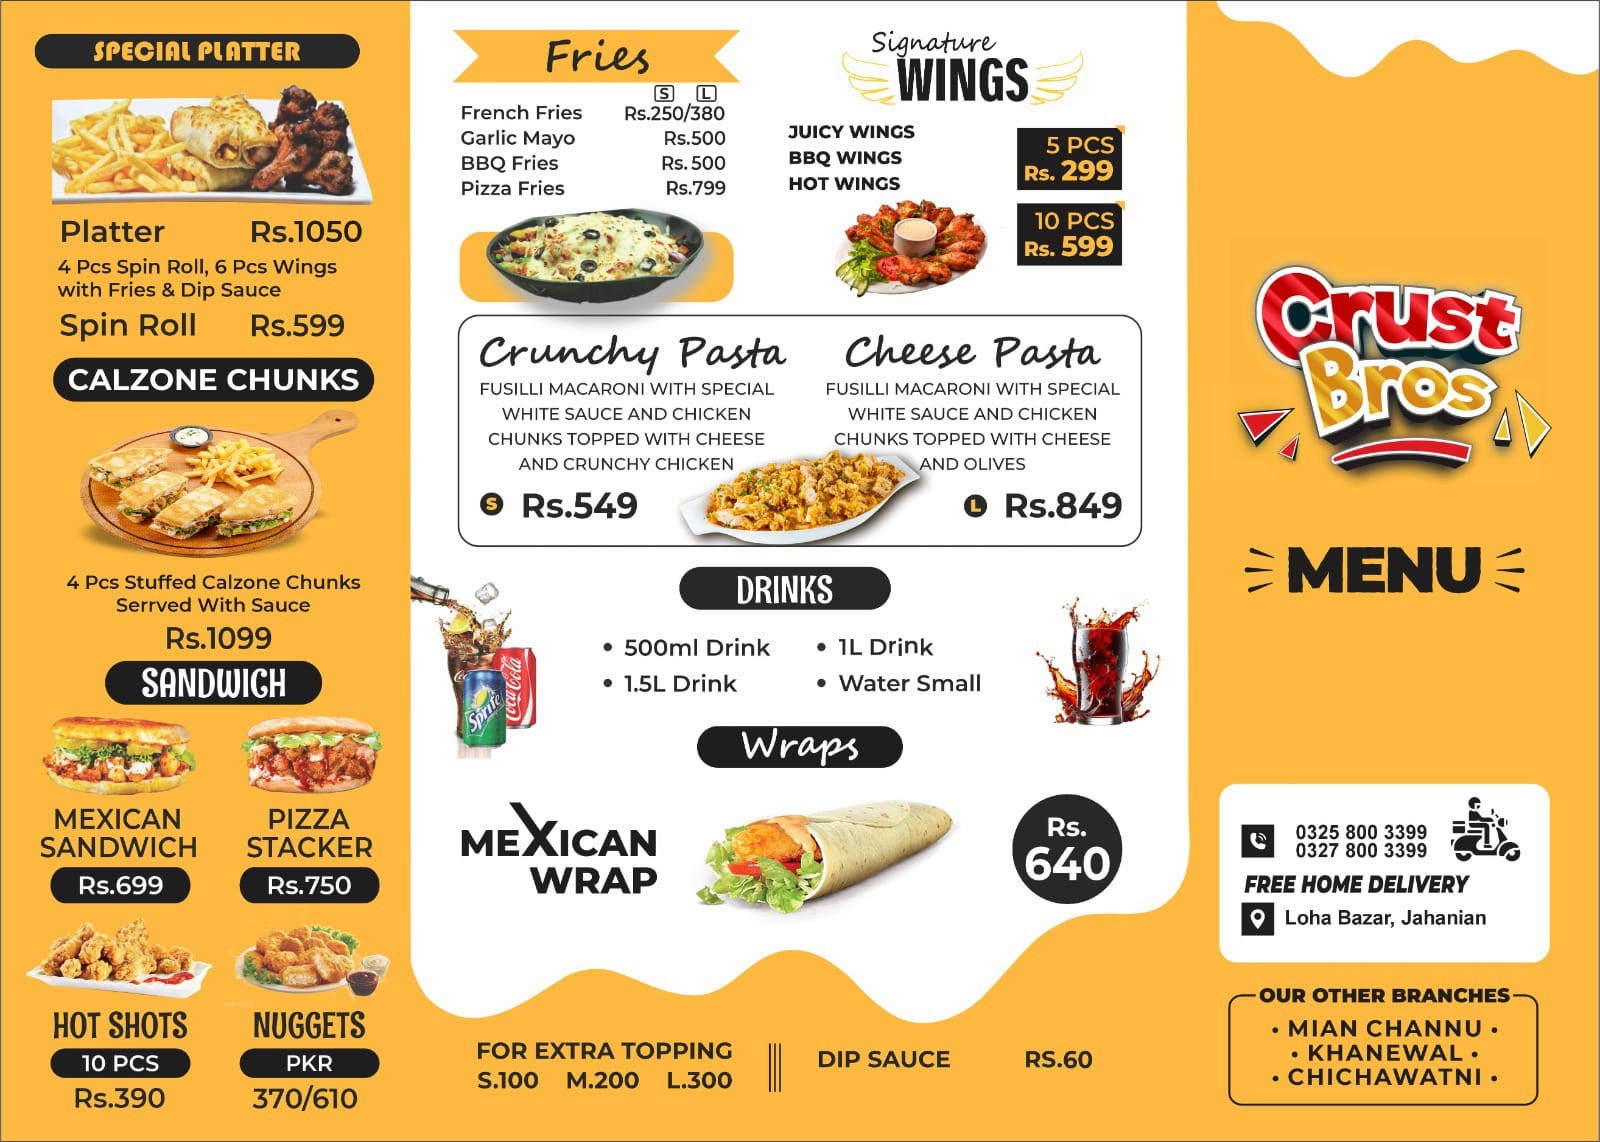 SPECIAL PLATTER
Platter Rs.1050
4 Pcs Spin Roll, 6 Pcs Wings
with Fries & Dip Sauce
Spin Roll Rs.599
CALZONE CHUNKS
4 Pcs Stuffed Calzone Chunks
Serrved With Sauce
Rs.1099
SANDWICH
MEXICAN
SANDWICH
Rs.699
PIZZA
STACKER
Rs.750
HOT SHOTS
10 PCS
Rs.390
NUGGETS
PKR
370/610
Fries
S L
French Fries Rs.250/380
Garlic Mayo Rs.500
BBQ Fries Rs. 500
Pizza Fries Rs.799
Signature
WINGS
JUICY WINGS
BBQ WINGS
HOT WINGS
5 PCS
Rs. 299
10 PCS
Rs. 599
Crunchy Pasta
FUSILLI MACARONI WITH SPECIAL
WHITE SAUCE AND CHICKEN
CHUNKS TOPPED WITH CHEESE
AND CRUNCHY CHICKEN
S Rs.549
Cheese Pasta
FUSILLI MACARONI WITH SPECIAL
WHITE SAUCE AND CHICKEN
CHUNKS TOPPED WITH CHEESE
AND OLIVES
L Rs.849
DRINKS
• 500ml Drink • 1L Drink
• 1.5L Drink • Water Small
Sprite
Coca-Cola
Wraps
MEXICAN
WRAP
Rs.
640
FOR EXTRA TOPPING
S.100 M.200 L.300
DIP SAUCE RS.60
Crust
Bros
MENU
0325 800 3399
0327 800 3399
FREE HOME DELIVERY
Loha Bazar, Jahanian
OUR OTHER BRANCHES
• MIAN CHANNU •
• KHANEWAL •
• CHICHAWATNI •